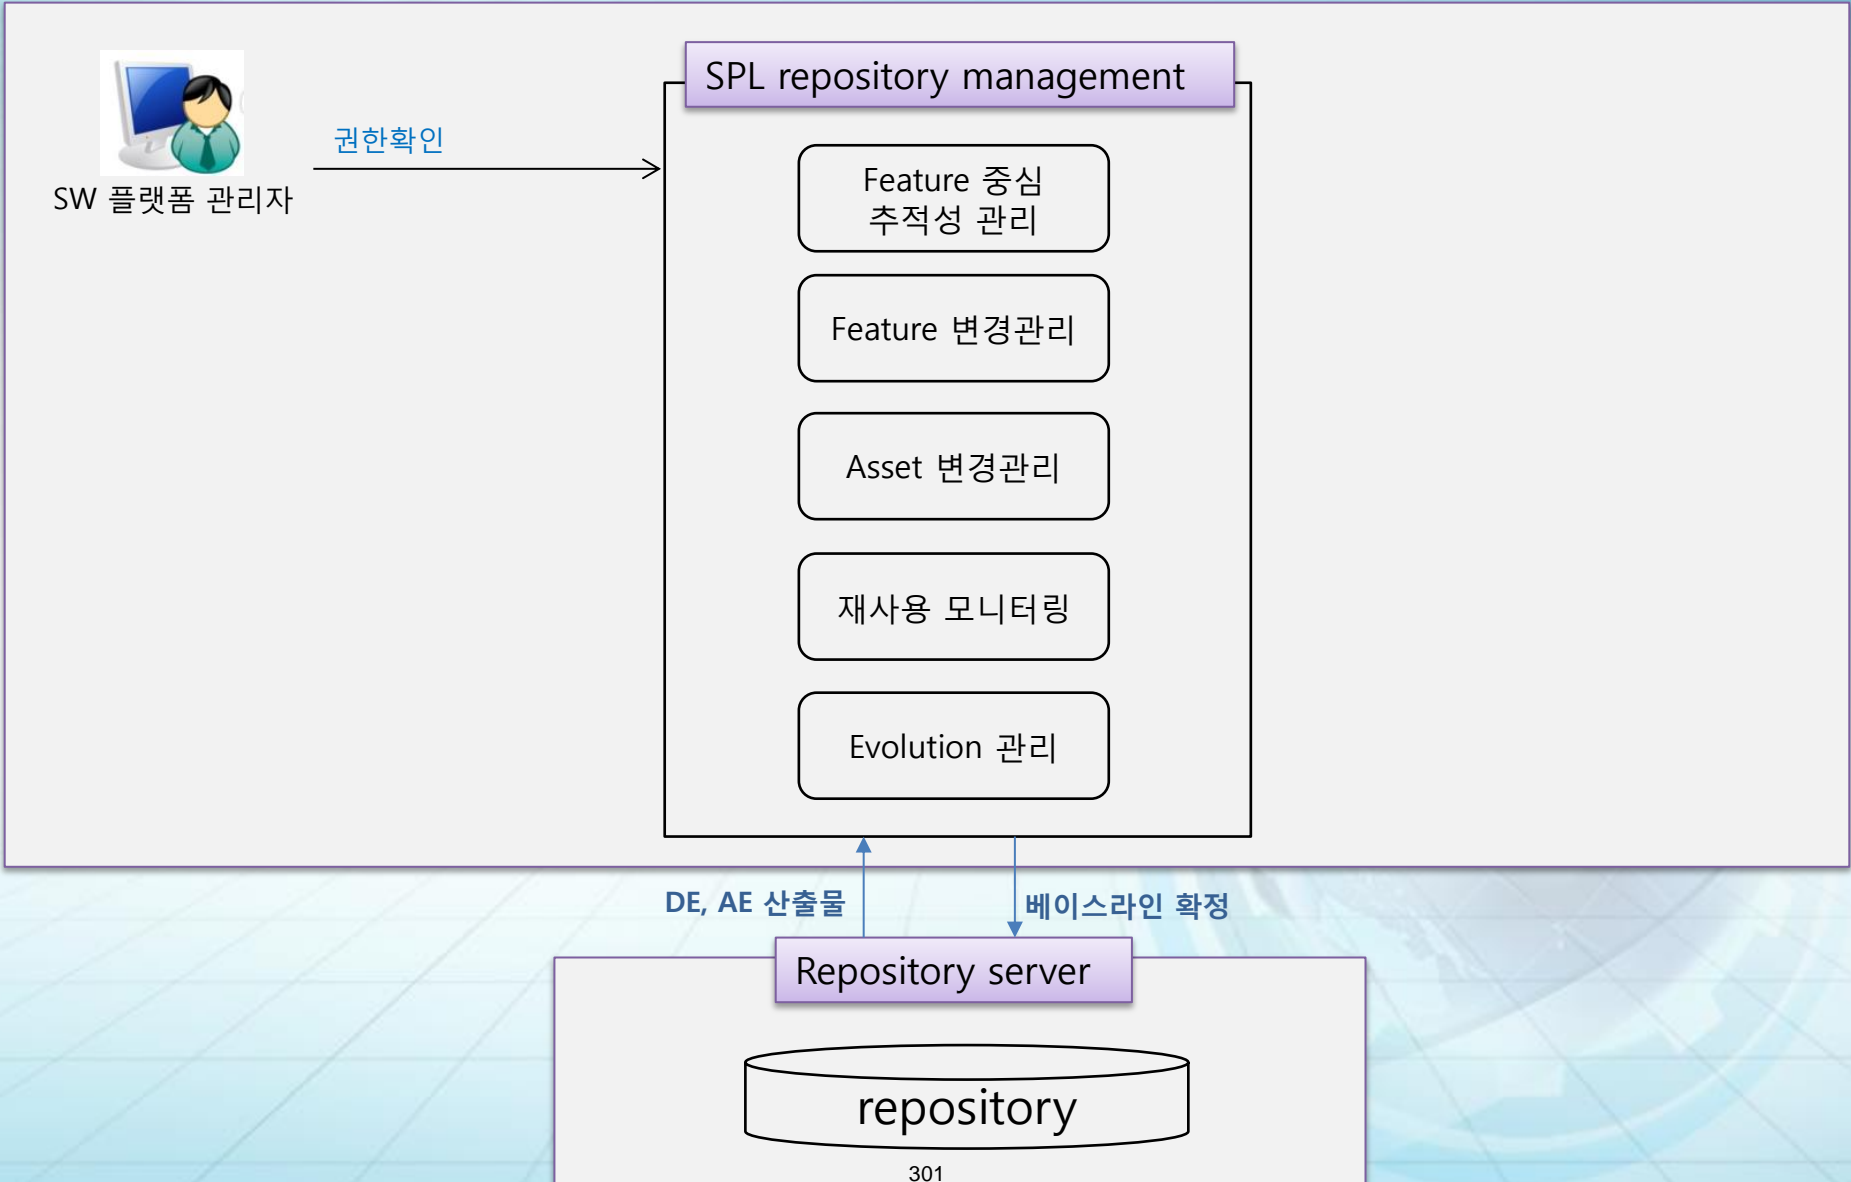 SPL repository management
권한확인
SW 플랫폼 관리자
Feature 중심
추적성 관리
Feature 변경관리
Asset 변경관리
재사용 모니터링
Evolution 관리
DE, AE 산출물
베이스라인 확정
Repository server
repository
301